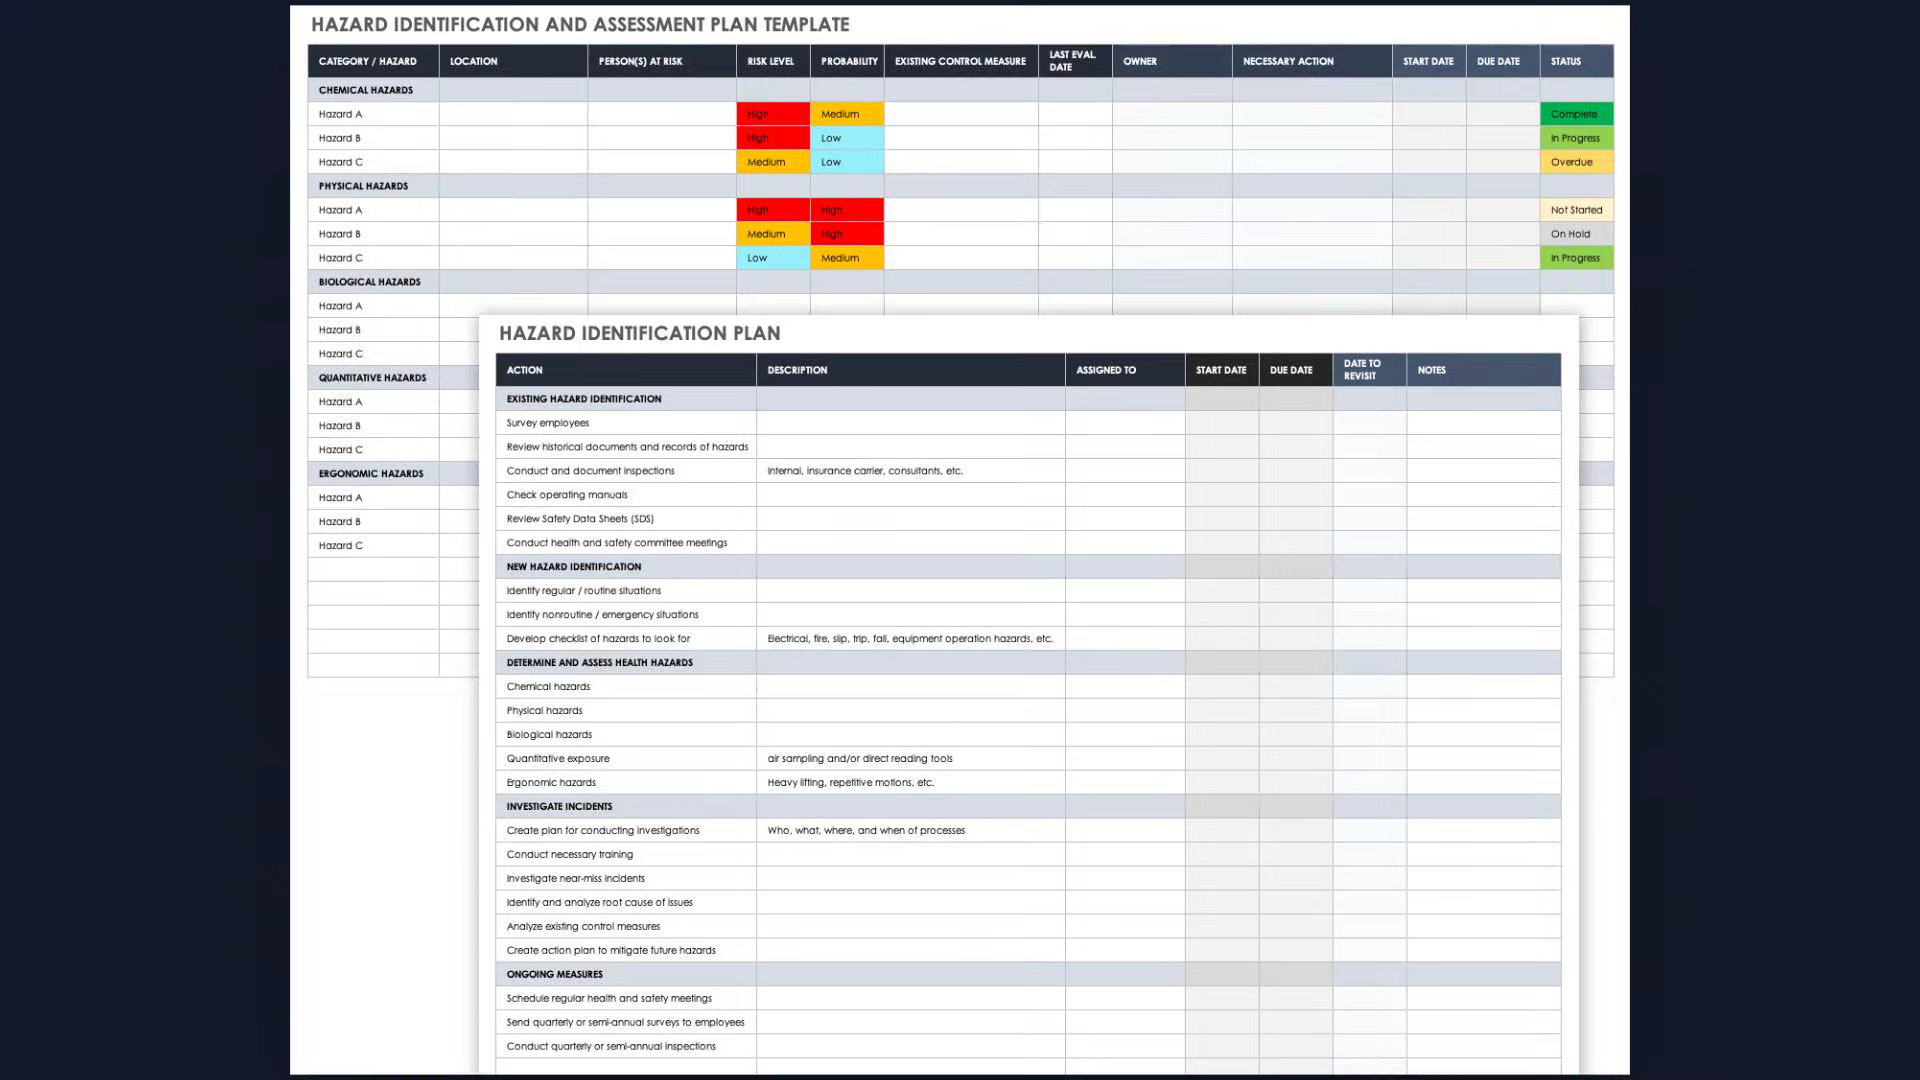 HAZARD IDENTIFICATION AND ASSESSMENT PLAN TEMPLATE
CATEGORY / HAZARD LOCATION PERSON(S) AT RISK RISK LEVEL PROBABILITY EXISTING CONTROL MEASURE LAST EVAL. DATE OWNER NECESSARY ACTION START DATE DUE DATE STATUS
CHEMICAL HAZARDS
Hazard A High Medium Complete
Hazard B High Low In Progress
Hazard C Medium Low Overdue
PHYSICAL HAZARDS
Hazard A High High Not Started
Hazard B Medium High On Hold
Hazard C Low Medium In Progress
BIOLOGICAL HAZARDS
Hazard A
Hazard B
Hazard C
QUANTITATIVE HAZARDS
Hazard A
Hazard B
Hazard C
ERGONOMIC HAZARDS
Hazard A
Hazard B
Hazard C
HAZARD IDENTIFICATION PLAN
ACTION DESCRIPTION ASSIGNED TO START DATE DUE DATE DATE TO REVISIT NOTES
EXISTING HAZARD IDENTIFICATION
Survey employees
Review historical documents and records of hazards
Conduct and document inspections Internal, insurance carrier, consultants, etc.
Check operating manuals
Review Safety Data Sheets (SDS)
Conduct health and safety committee meetings
NEW HAZARD IDENTIFICATION
Identify regular / routine situations
Identify nonroutine / emergency situations
Develop checklist of hazards to look for Electrical, fire, slip, trip, fall, equipment operation hazards, etc.
DETERMINE AND ASSESS HEALTH HAZARDS
Chemical hazards
Physical hazards
Biological hazards
Quantitative exposure air sampling and/or direct reading tools
Ergonomic hazards Heavy lifting, repetitive motions, etc.
INVESTIGATE INCIDENTS
Create plan for conducting investigations Who, what, where, and when of processes
Conduct necessary training
Investigate near-miss incidents
Identify and analyze root cause of issues
Analyze existing control measures
Create action plan to mitigate future hazards
ONGOING MEASURES
Schedule regular health and safety meetings
Send quarterly or semi-annual surveys to employees
Conduct quarterly or semi-annual inspections